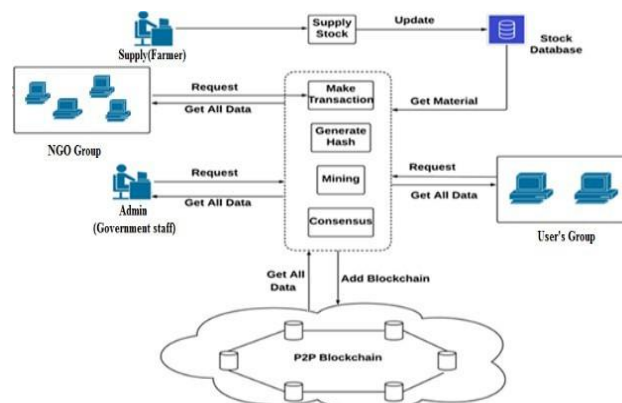 Supply
Stock
Update
Supply(Farmer)
Stock
Database
Request
Get All Data
NGO Group
Make
Transaction
Get Material
Generate
Hash
Request
Get All Data
Admin
(Government staff)
Mining
Consensus
Request
Get All Data
User's Group
Get All
Data
Add Blockchain
P2P Blockchain